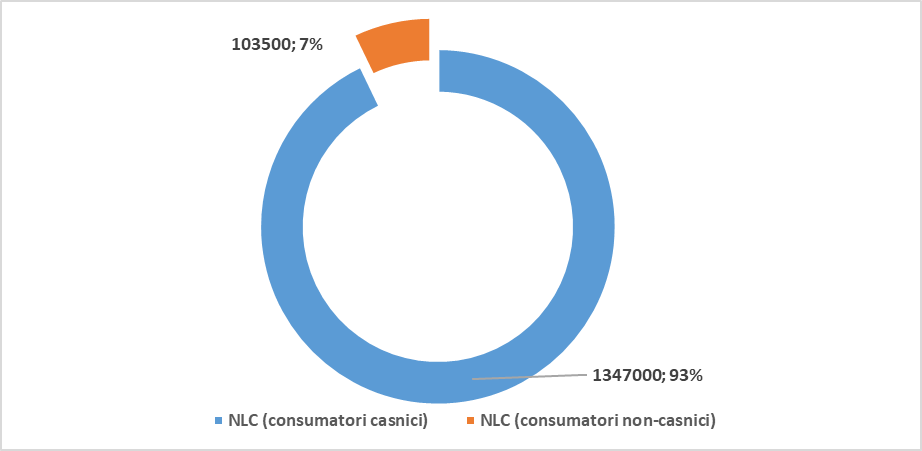 103500; 7%
1347000; 93%
NLC (consumatori casnici)
NLC (consumatori non-casnici)